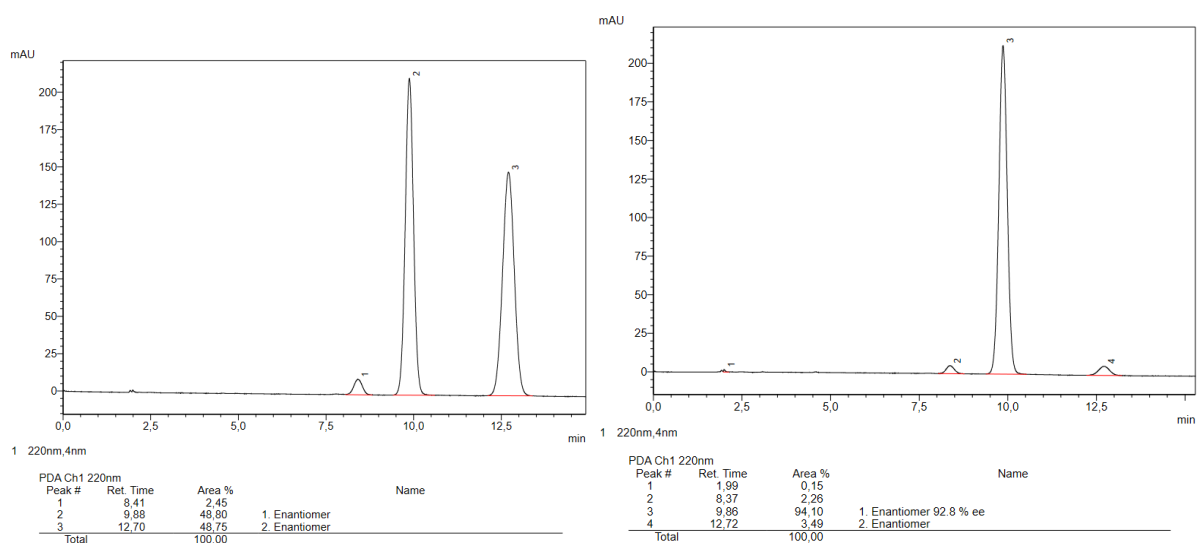 mAU
200
175
150
125
100
75
50
25
0
1
2
3
0,0 2,5 5,0 7,5 10,0 12,5
min
1 220nm,4nm
PDA Ch1 220nm
Peak # Ret. Time Area % Name
1 8,41 2,45
2 9,88 48,80 1. Enantiomer
3 12,70 48,75 2. Enantiomer
Total 100,00
mAU
200
175
150
125
100
75
50
25
0
1
2
3
4
0,0 2,5 5,0 7,5 10,0 12,5
min
1 220nm,4nm
PDA Ch1 220nm
Peak # Ret. Time Area % Name
1 1,99 0,15
2 8,37 2,26
3 9,86 94,10 1. Enantiomer 92.8 % ee
4 12,72 3,49 2. Enantiomer
Total 100,00